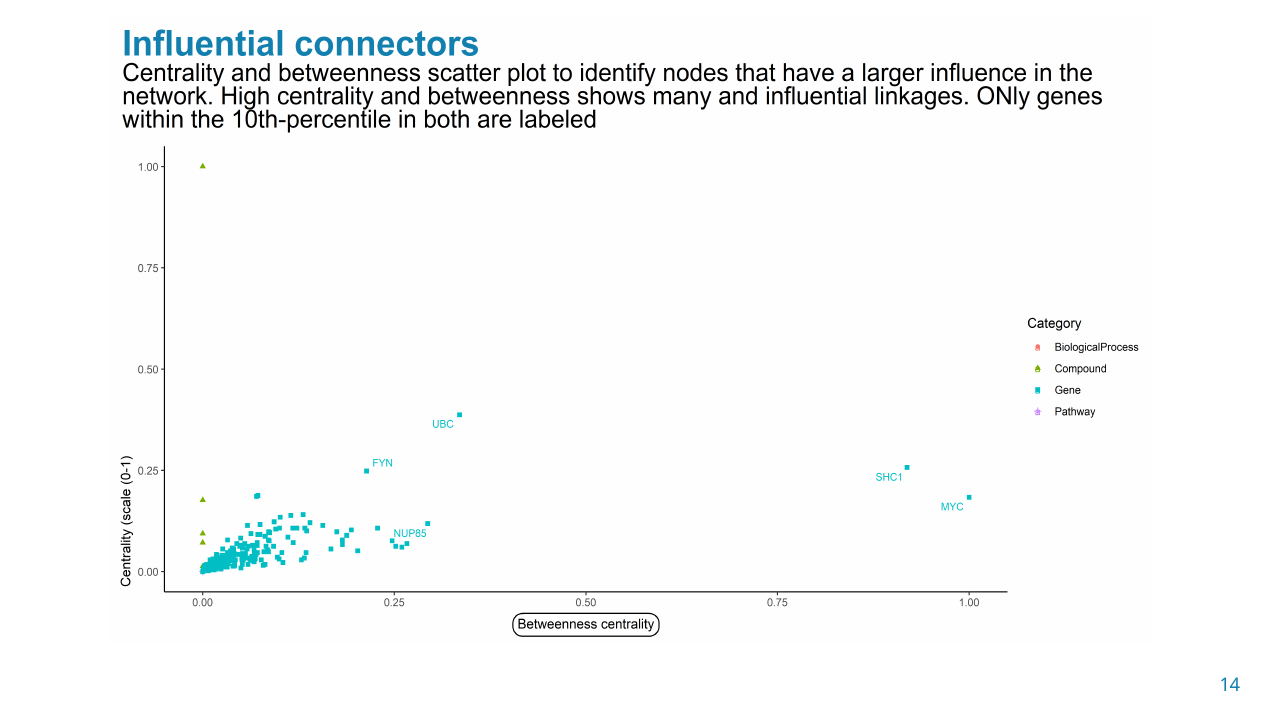 Influential connectors
Centrality and betweenness scatter plot to identify nodes that have a larger influence in the
network. High centrality and betweenness shows many and influential linkages. ONly genes
within the 10th-percentile in both are labeled
1.00
0.75
0.50
0.25
0.00
Centrality (scale (0-1)
UBC
FYN
NUP85
SHC1
MYC
0.00
0.25
0.50
0.75
1.00
Betweenness centrality
Category
BiologicalProcess
Compound
Gene
Pathway
14